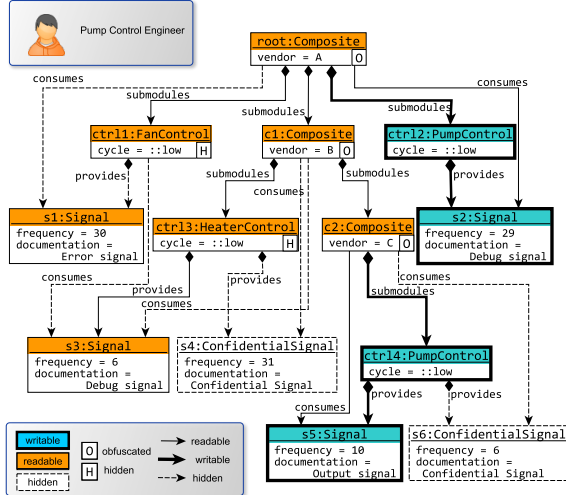 Pump Control Engineer
root:Composite
vendor = A
O
consumes
submodules
submodules
submodules
consumes
ctrl1:FanControl
cycle = ::low
H
c1:Composite
vendor = B
O
ctrl2:PumpControl
cycle = ::low
provides
submodules
consumes
submodules
provides
s1:Signal
frequency = 30
documentation =
Error signal
ctrl3:HeaterControl
cycle = ::low
H
c2:Composite
vendor = C
O
s2:Signal
frequency = 29
documentation =
Debug signal
consumes
provides
consumes
provides
submodules
consumes
s3:Signal
frequency = 6
documentation =
Debug signal
s4:ConfidentialSignal
frequency = 31
documentation =
Confidential Signal
ctrl4:PumpControl
cycle = ::low
consumes
provides
provides
s5:Signal
frequency = 10
documentation =
Output signal
s6:ConfidentialSignal
frequency = 6
documentation =
Confidential Signal
writable
readable
hidden
O
obfuscated
H
hidden
readable
writable
hidden